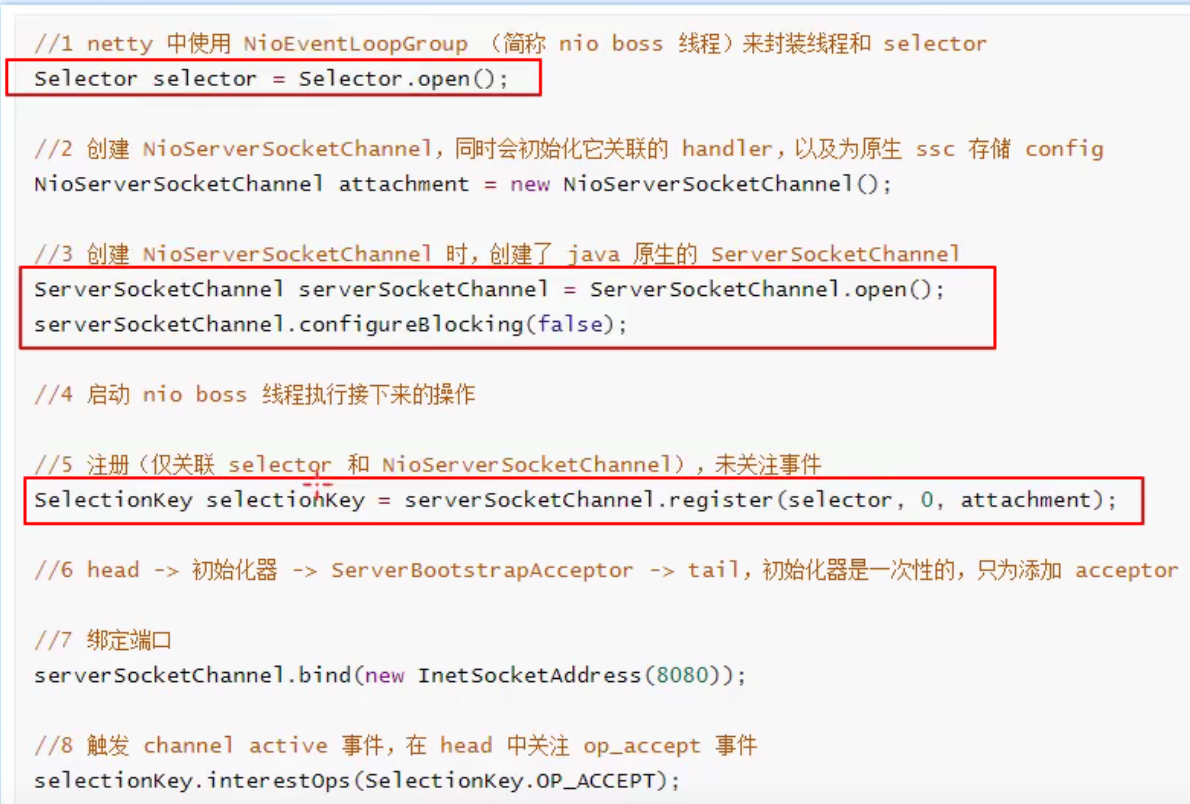 //1 netty 中使用 NioEventLoopGroup （简称 nio boss 线程）来封装线程和 selector
Selector selector = Selector.open();
//2 创建 NioServerSocketChannel，同时会初始化它关联的 handler，以及为原生 ssc 存储 config
NioServerSocketChannel attachment = new NioServerSocketChannel();
//3 创建 NioServerSocketChannel 时，创建了 java 原生的 ServerSocketChannel
ServerSocketChannel serverSocketChannel = ServerSocketChannel.open();
serverSocketChannel.configureBlocking(false);
//4 启动 nio boss 线程执行接下来的操作
//5 注册（仅关联 selector 和 NioServerSocketChannel），未关注事件
SelectionKey selectionKey = serverSocketChannel.register(selector, 0, attachment);
//6 head -> 初始化器 -> ServerBootstrapAcceptor -> tail，初始化器是一次性的，只为添加 acceptor
//7 绑定端口
serverSocketChannel.bind(new InetSocketAddress(8080));
//8 触发 channel active 事件，在 head 中关注 op_accept 事件
selectionKey.interestOps(SelectionKey.OP_ACCEPT);